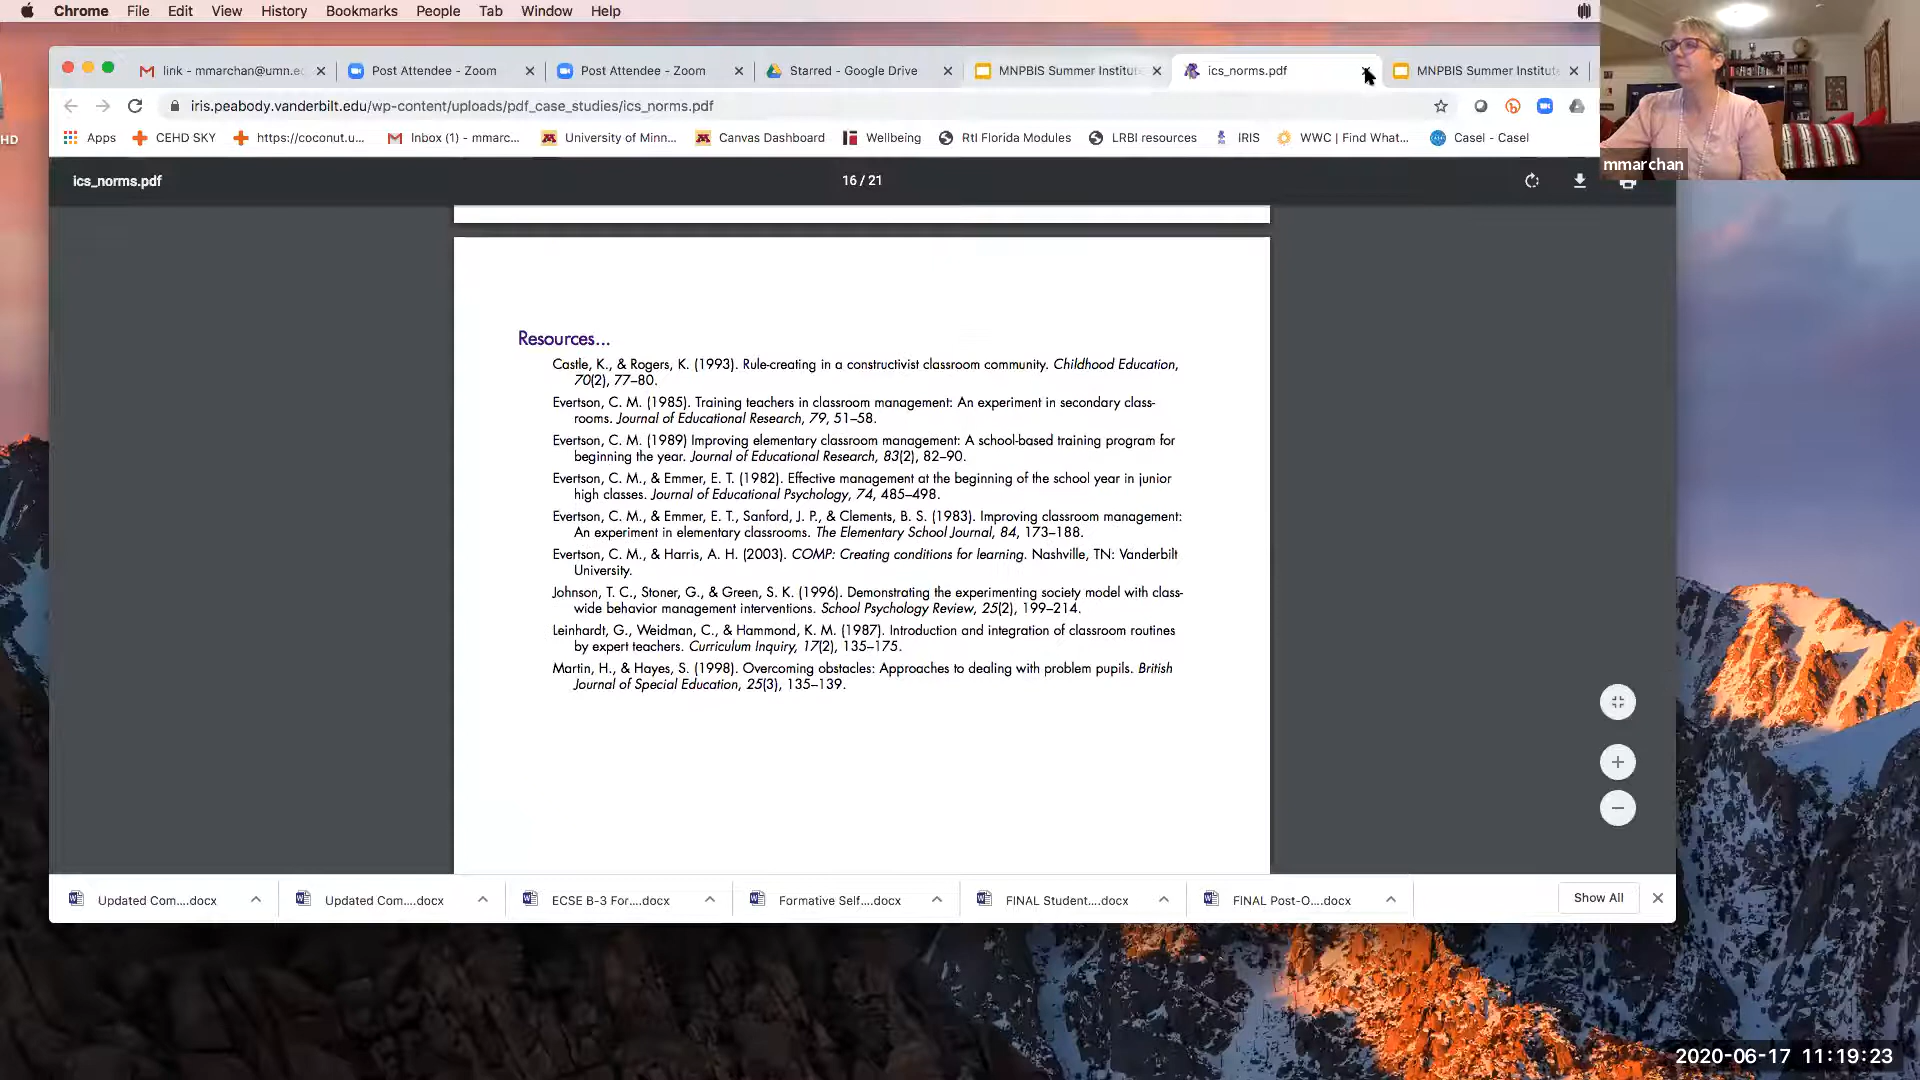 Chrome File Edit View History Bookmarks People Tab Window Help
link - mmarchan@umn.e
Post Attendee - Zoom
Post Attendee - Zoom
Starred - Google Drive
MNPBIS Summer Institute
ics_norms.pdf
MNPBIS Summer Institut
iris.peabody.vanderbilt.edu/wp-content/uploads/pdf_case_studies/ics_norms.pdf
Apps CEHD SKY https://coconut.u... Inbox (1) - mmarc... University of Minn... Canvas Dashboard Wellbeing RtI Florida Modules LRBI resources IRIS WWC | Find What... Casel - Casel
mmarchan
HD
ics_norms.pdf 16 / 21
Resources...
Castle, K., & Rogers, K. (1993). Rule-creating in a constructivist classroom community. Childhood Education,
70(2), 77–80.
Evertson, C. M. (1985). Training teachers in classroom management: An experiment in secondary class-
rooms. Journal of Educational Research, 79, 51–58.
Evertson, C. M. (1989) Improving elementary classroom management: A school-based training program for
beginning the year. Journal of Educational Research, 83(2), 82–90.
Evertson, C. M., & Emmer, E. T. (1982). Effective management at the beginning of the school year in junior
high classes. Journal of Educational Psychology, 74, 485–498.
Evertson, C. M., & Emmer, E. T., Sanford, J. P., & Clements, B. S. (1983). Improving classroom management:
An experiment in elementary classrooms. The Elementary School Journal, 84, 173–188.
Evertson, C. M., & Harris, A. H. (2003). COMP: Creating conditions for learning. Nashville, TN: Vanderbilt
University.
Johnson, T. C., Stoner, G., & Green, S. K. (1996). Demonstrating the experimenting society model with class-
wide behavior management interventions. School Psychology Review, 25(2), 199–214.
Leinhardt, G., Weidman, C., & Hammond, K. M. (1987). Introduction and integration of classroom routines
by expert teachers. Curriculum Inquiry, 17(2), 135–175.
Martin, H., & Hayes, S. (1998). Overcoming obstacles: Approaches to dealing with problem pupils. British
Journal of Special Education, 25(3), 135–139.
Updated Com....docx Updated Com....docx ECSE B-3 For....docx Formative Self....docx FINAL Student....docx FINAL Post-O....docx Show All
2020-06-17 11:19:23